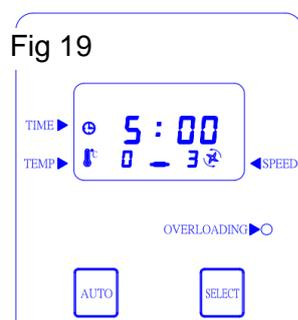 Fig 19
TIME▶ 5 : 00
TEMP▶ °C 0 - 3 ◀SPEED
OVERLOADING▶○
AUTO SELECT